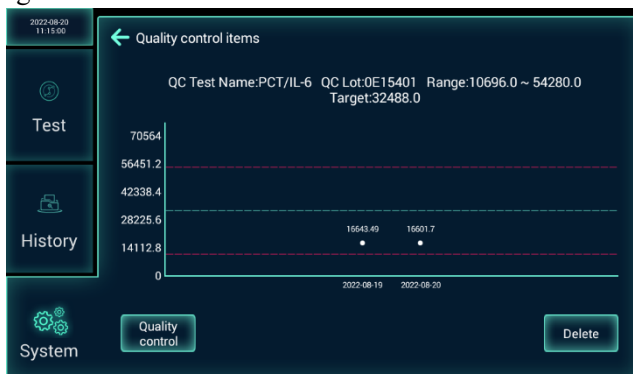 2022-08-20
11:15:00
Quality control items
QC Test Name:PCT/IL-6 QC Lot:0E15401 Range:10696.0 ~ 54280.0
Target:32488.0
Test
History
System
70564
56451.2
42338.4
28225.6
14112.8
0
16643.49 16601.7
2022-08-19 2022-08-20
Quality
control
Delete